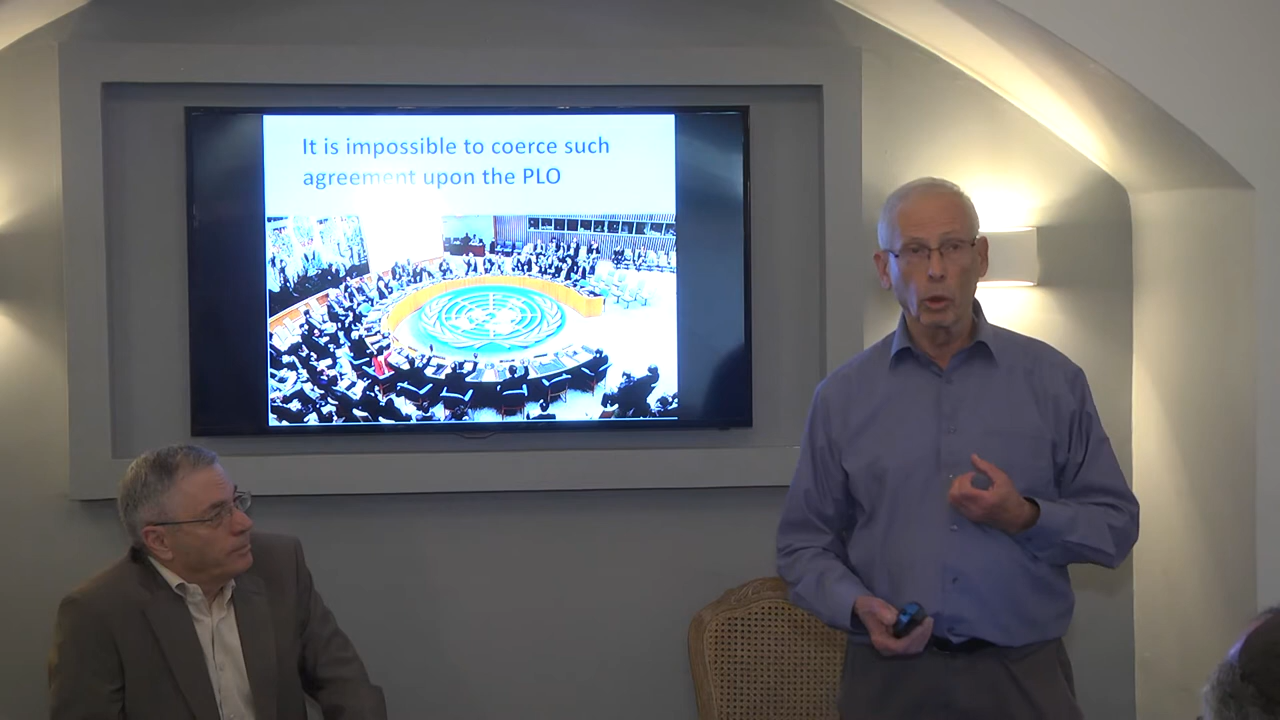 It is impossible to coerce such
agreement upon the PLO